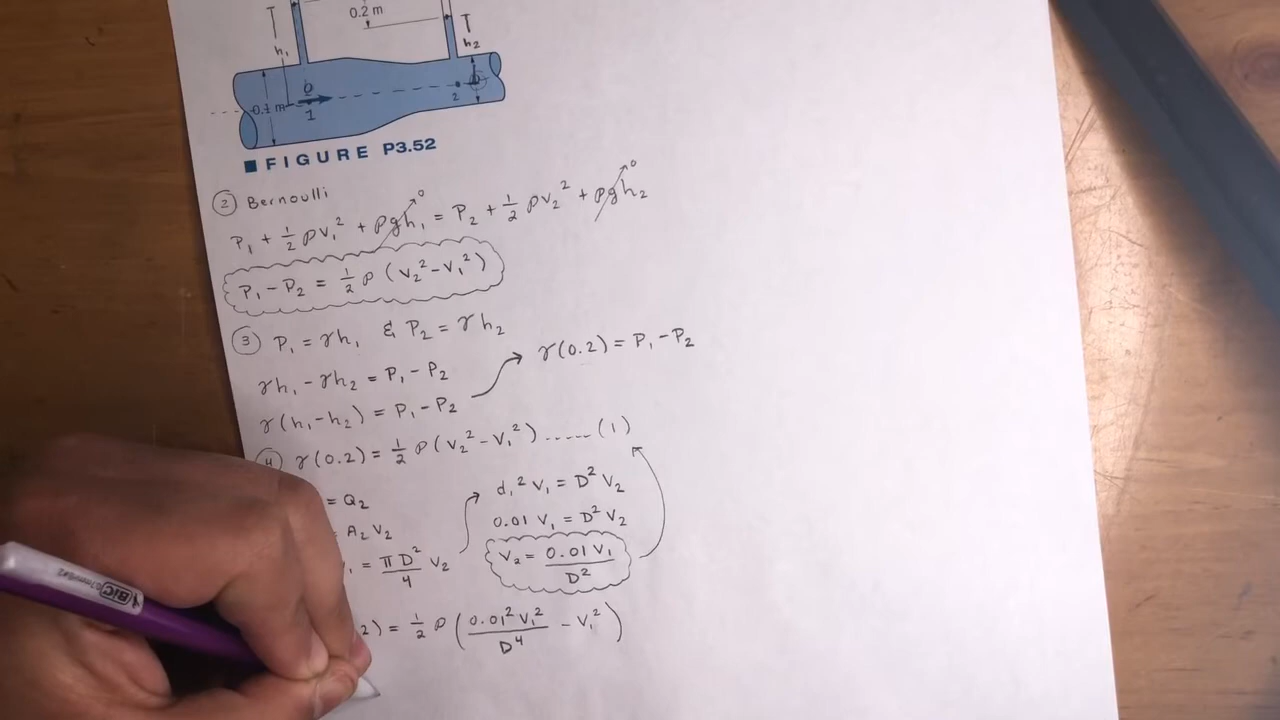 0.2 m
h₁ h₂
0.1 m
1 2
FIGURE P3.52
② Bernoulli
P₁ + ½ ρV₁² + ρgh₁ ↗⁰ = P₂ + ½ ρV₂² + ρgh₂ ↗⁰
P₁ - P₂ = ½ ρ (V₂² - V₁²)
③ P₁ = γh₁ & P₂ = γh₂
γh₁ - γh₂ = P₁ - P₂
γ(h₁-h₂) = P₁ - P₂ → γ(0.2) = P₁ - P₂
④ γ(0.2) = ½ ρ(V₂² - V₁²) ----- (1)
= Q₂
= A₂ V₂
₁ = πD²/4 V₂
d₁² V₁ = D² V₂
0.01 V₁ = D² V₂
V₂ = 0.01 V₁/D²
2) = ½ ρ (0.01² V₁²/D⁴ - V₁²)
BIC